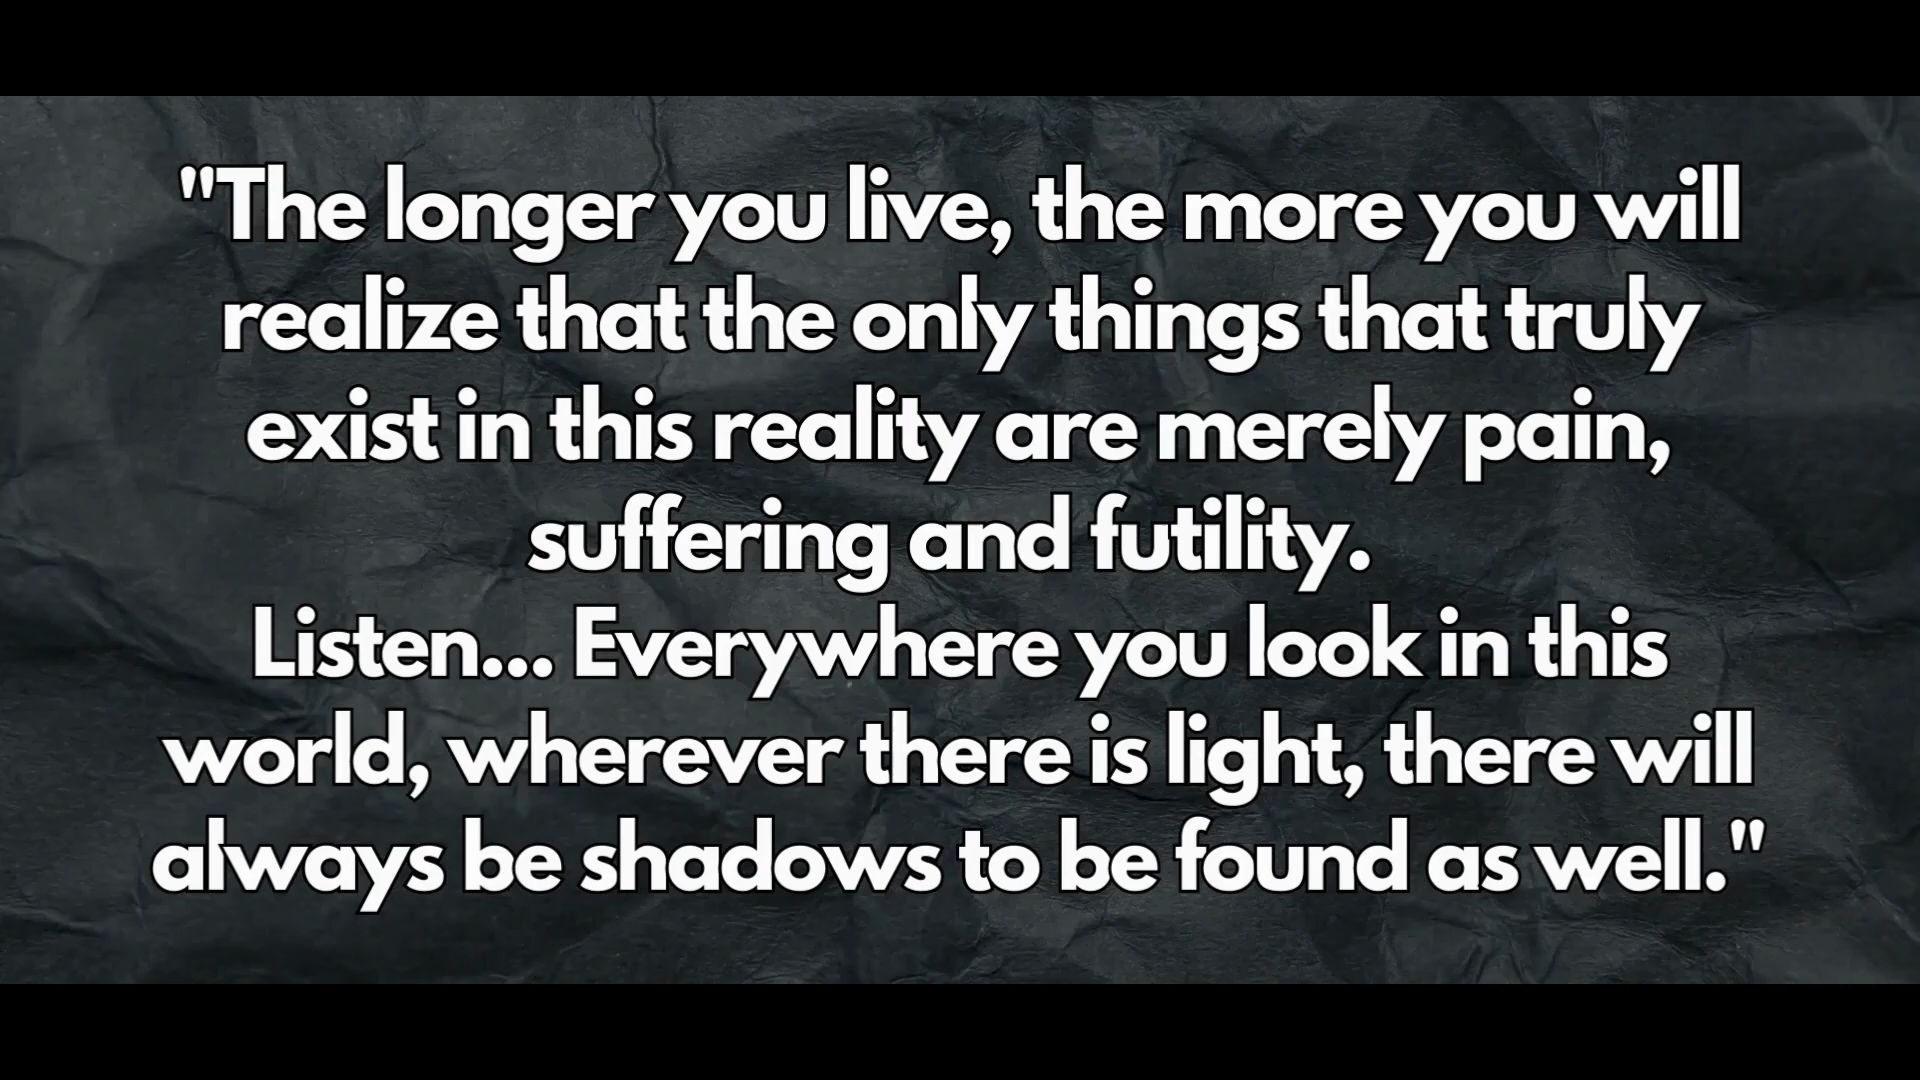 "The longer you live, the more you will
realize that the only things that truly
exist in this reality are merely pain,
suffering and futility.
Listen... Everywhere you look in this
world, wherever there is light, there will
always be shadows to be found as well."